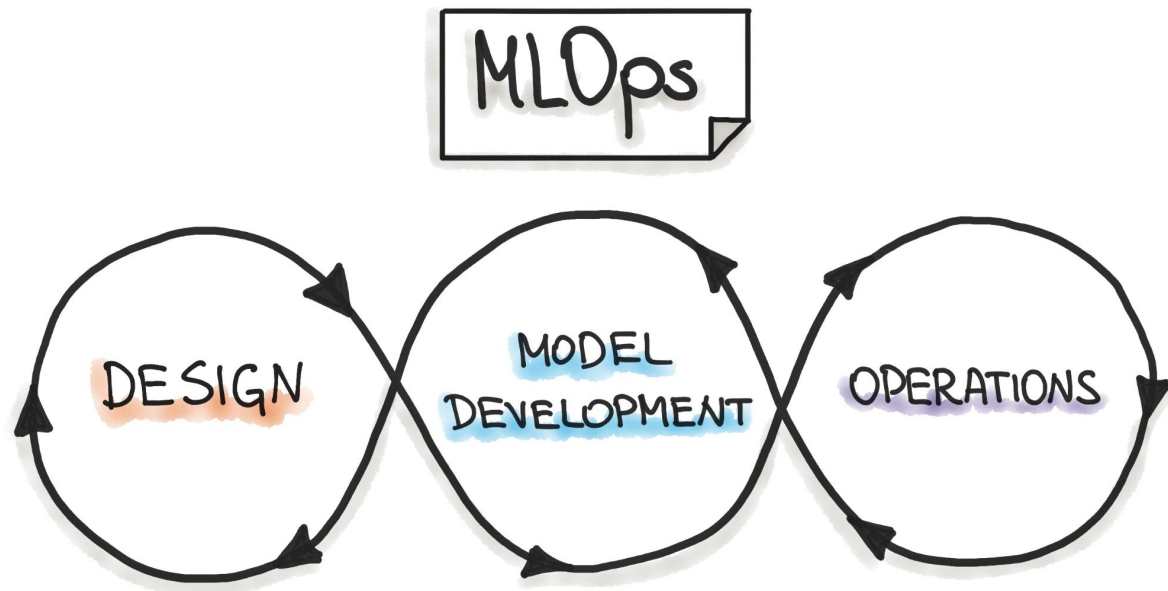 MLOps
DESIGN
MODEL
DEVELOPMENT
OPERATIONS